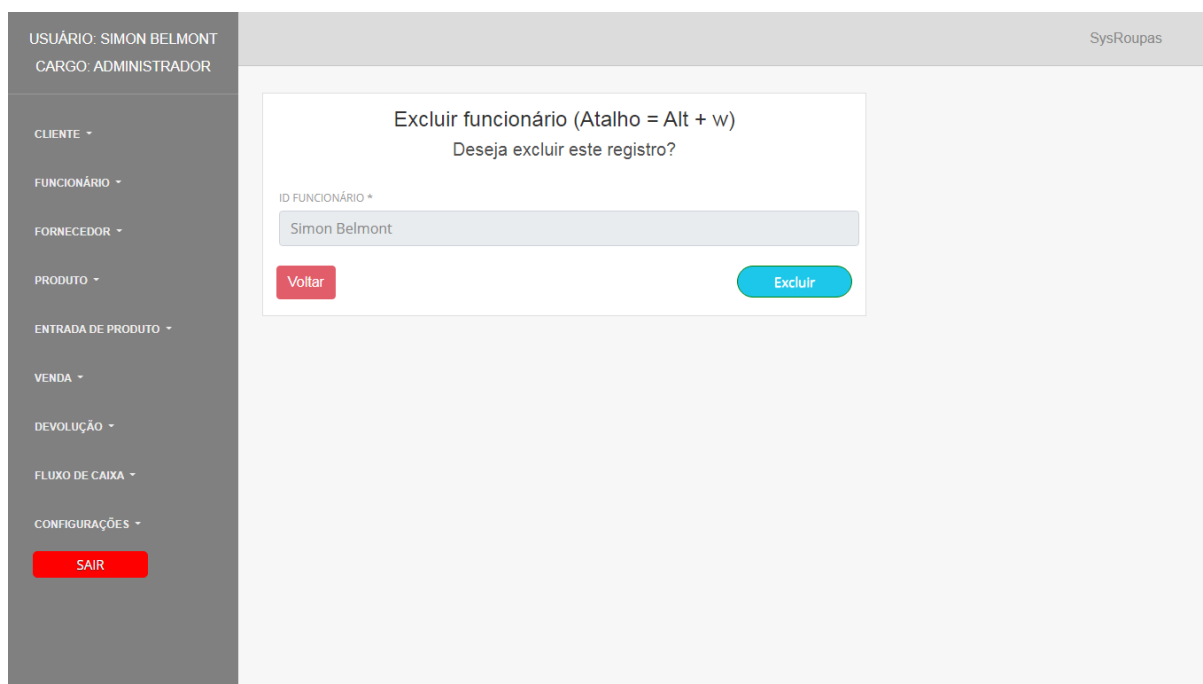 USUÁRIO: SIMON BELMONT
CARGO: ADMINISTRADOR
SysRoupas
CLIENTE
FUNCIONÁRIO
FORNECEDOR
PRODUTO
ENTRADA DE PRODUTO
VENDA
DEVOLUÇÃO
FLUXO DE CAIXA
CONFIGURAÇÕES
SAIR
Excluir funcionário (Atalho = Alt + w)
Deseja excluir este registro?
ID FUNCIONÁRIO *
Simon Belmont
Voltar
Excluir